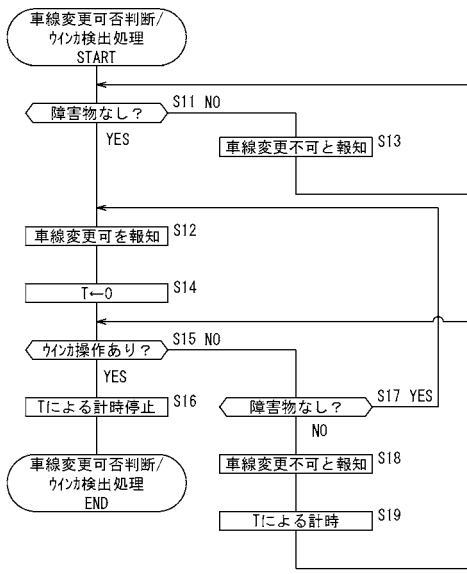 車線変更可否判断/
ウインカ検出処理
START
障害物なし？
S11 NO
YES
車線変更不可と報知
S13
車線変更可を報知
S12
T←0
S14
ウインカ操作あり？
S15 NO
YES
Tによる計時停止
S16
障害物なし？
S17 YES
NO
車線変更不可と報知
S18
Tによる計時
S19
車線変更可否判断/
ウインカ検出処理
END